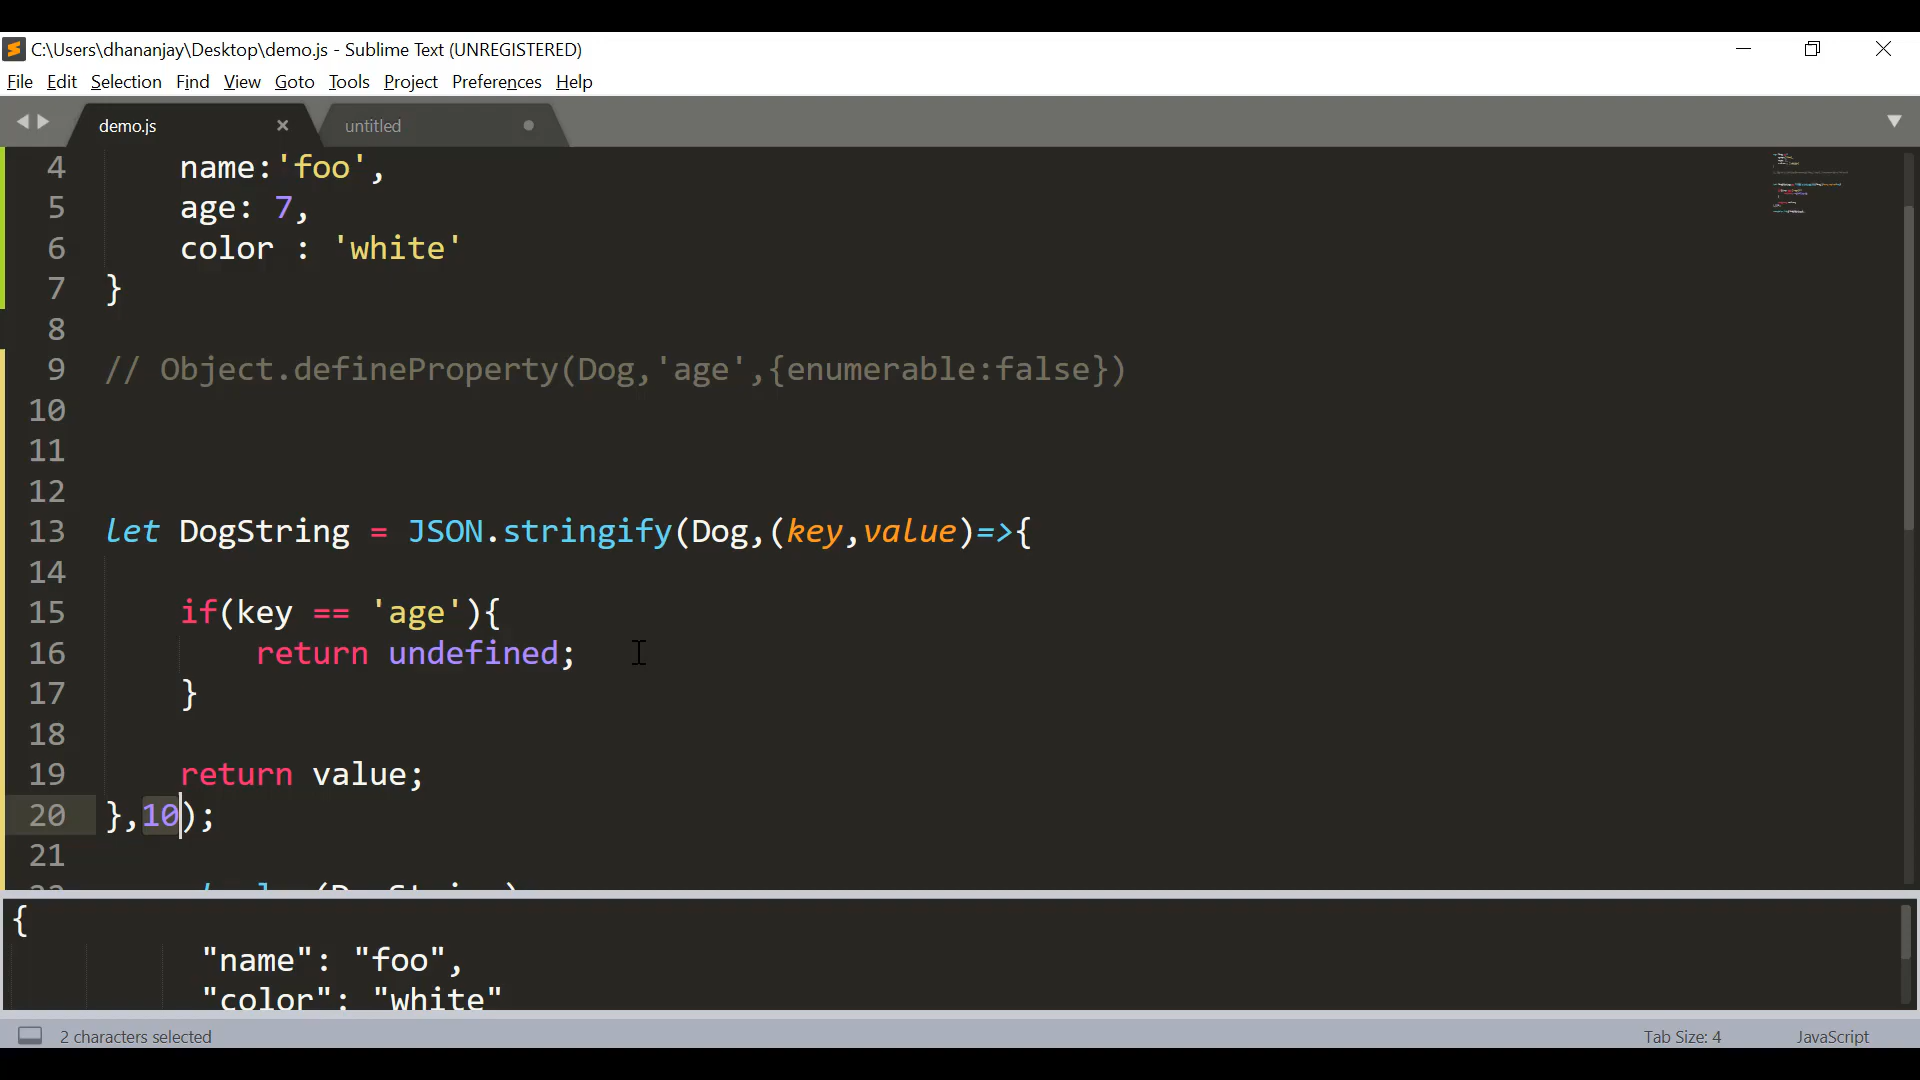 C:\Users\dhananjay\Desktop\demo.js - Sublime Text (UNREGISTERED)
File Edit Selection Find View Goto Tools Project Preferences Help
demo.js untitled
4 name:'foo',
5 age: 7,
6 color : 'white'
7 }
8
9 // Object.defineProperty(Dog,'age',{enumerable:false})
10
11
12
13 let DogString = JSON.stringify(Dog,(key,value)=>{
14
15 if(key == 'age'){
16 return undefined;
17 }
18
19 return value;
20 },10);
21
{
"name": "foo",
"color": "white"
2 characters selected Tab Size: 4 JavaScript